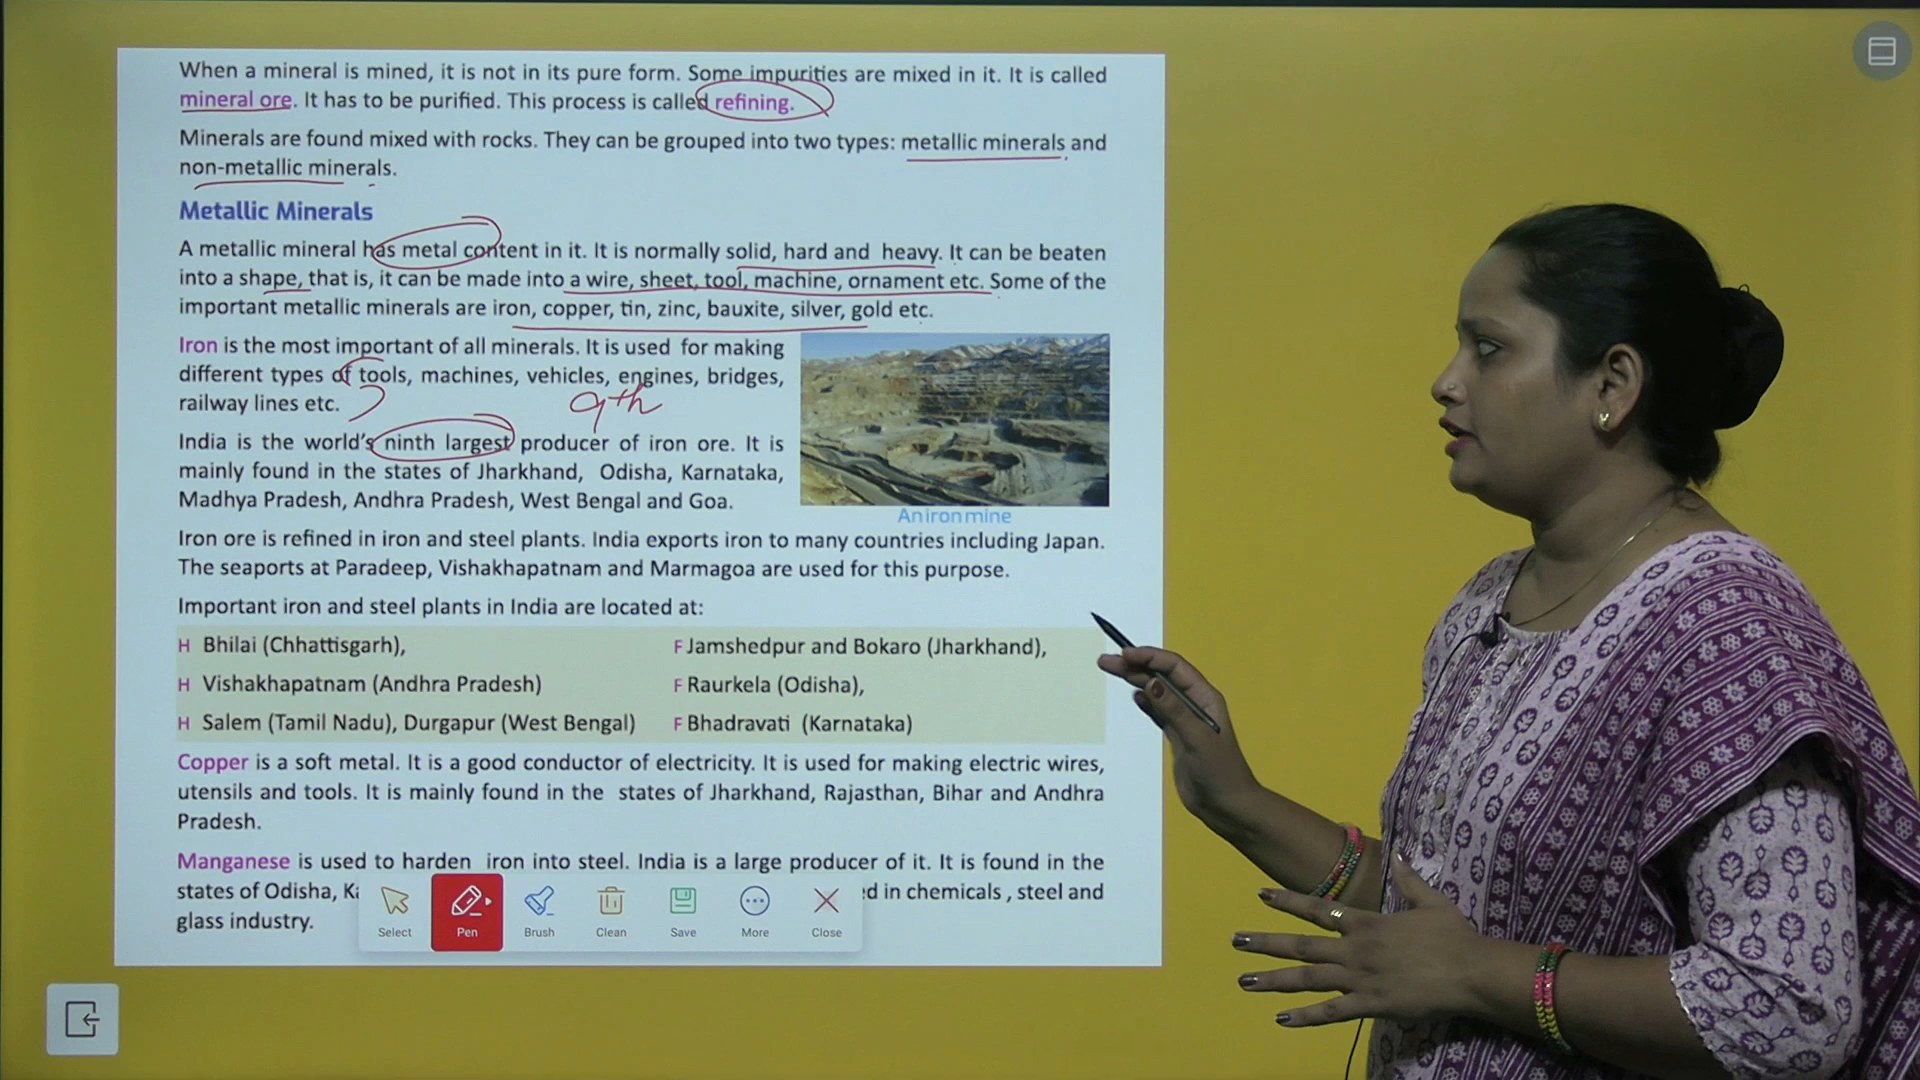 When a mineral is mined, it is not in its pure form. Some impurities are mixed in it. It is called
mineral ore. It has to be purified. This process is called refining.
Minerals are found mixed with rocks. They can be grouped into two types: metallic minerals and
non-metallic minerals.
Metallic Minerals
A metallic mineral has metal content in it. It is normally solid, hard and heavy. It can be beaten
into a shape, that is, it can be made into a wire, sheet, tool, machine, ornament etc. Some of the
important metallic minerals are iron, copper, tin, zinc, bauxite, silver, gold etc.
Iron is the most important of all minerals. It is used for making
different types of tools, machines, vehicles, engines, bridges,
railway lines etc.
9th
India is the world's ninth largest producer of iron ore. It is
mainly found in the states of Jharkhand, Odisha, Karnataka,
Madhya Pradesh, Andhra Pradesh, West Bengal and Goa.
An iron mine
Iron ore is refined in iron and steel plants. India exports iron to many countries including Japan.
The seaports at Paradeep, Vishakhapatnam and Marmagoa are used for this purpose.
Important iron and steel plants in India are located at:
H Bhilai (Chhattisgarh), F Jamshedpur and Bokaro (Jharkhand),
H Vishakhapatnam (Andhra Pradesh) F Raurkela (Odisha),
H Salem (Tamil Nadu), Durgapur (West Bengal) F Bhadravati (Karnataka)
Copper is a soft metal. It is a good conductor of electricity. It is used for making electric wires,
utensils and tools. It is mainly found in the states of Jharkhand, Rajasthan, Bihar and Andhra
Pradesh.
Manganese is used to harden iron into steel. India is a large producer of it. It is found in the
states of Odisha, in chemicals , steel and
glass industry.
Select Pen Brush Clean Save More Close